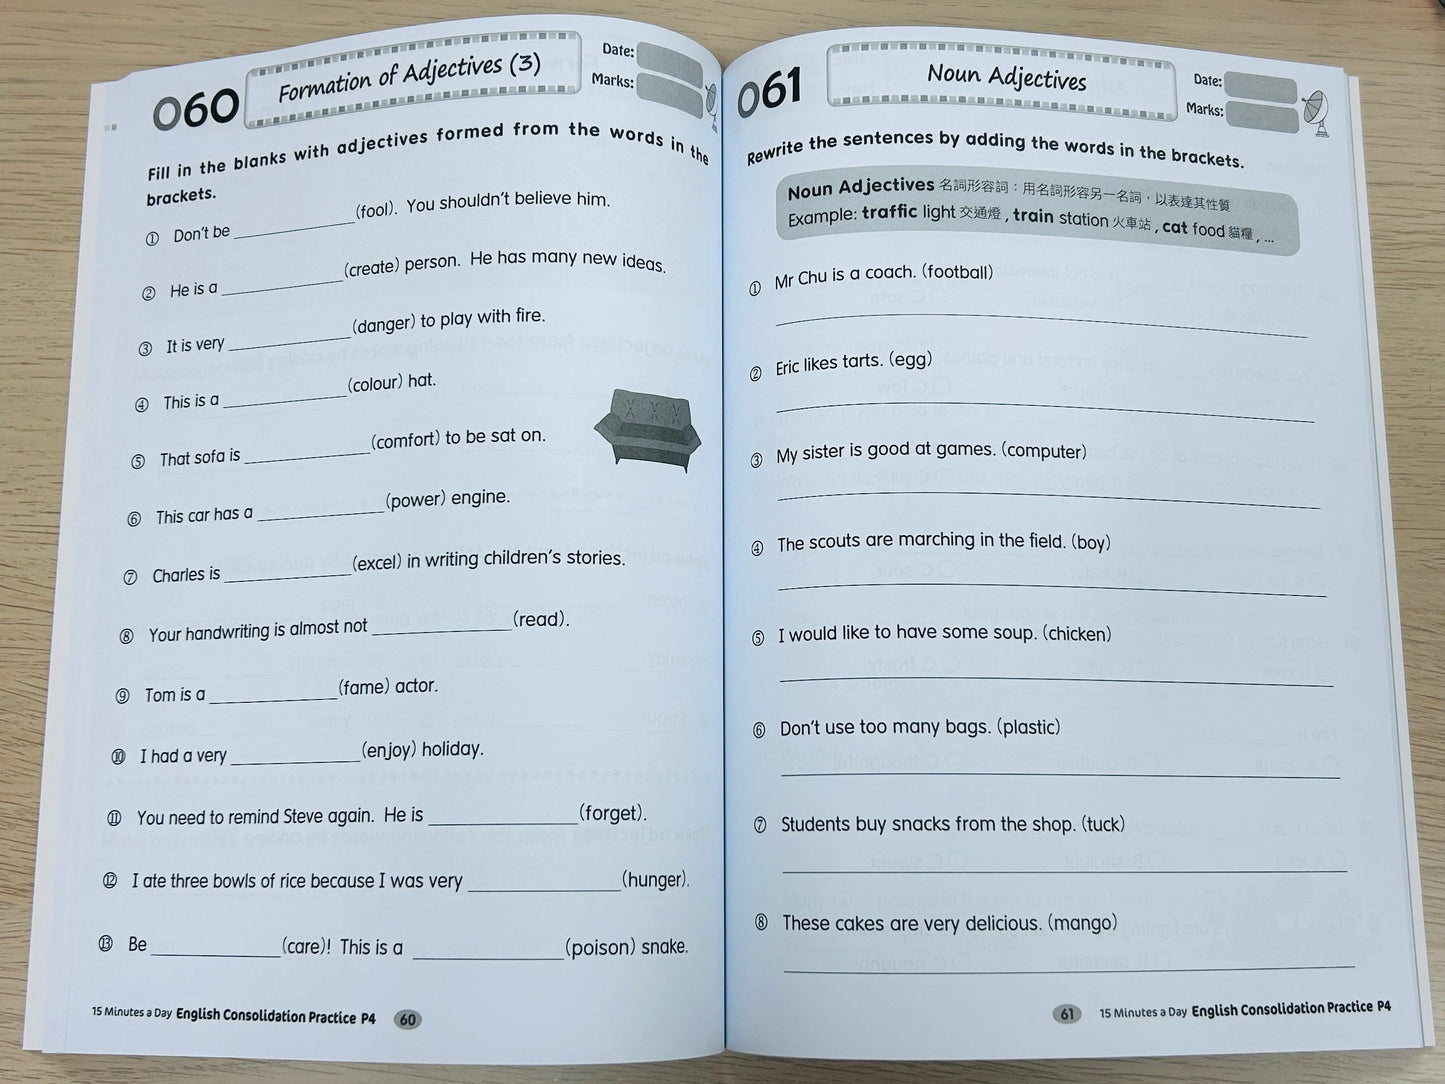 060
Formation of Adjectives (3)
Date:
Marks:
Fill in the blanks with adjectives formed from the words in the
brackets.
① Don't be ____________ (fool). You shouldn't believe him.
② He is a ____________ (create) person. He has many new ideas.
③ It is very ____________ (danger) to play with fire.
④ This is a ____________ (colour) hat.
⑤ That sofa is ____________ (comfort) to be sat on.
⑥ This car has a ____________ (power) engine.
⑦ Charles is ____________ (excel) in writing children's stories.
⑧ Your handwriting is almost not ____________ (read).
⑨ Tom is a ____________ (fame) actor.
⑩ I had a very ____________ (enjoy) holiday.
⑪ You need to remind Steve again. He is ____________ (forget).
⑫ I ate three bowls of rice because I was very ____________ (hunger).
⑬ Be ____________ (care)! This is a ____________ (poison) snake.
15 Minutes a Day English Consolidation Practice P4 60
061
Noun Adjectives
Date:
Marks:
Rewrite the sentences by adding the words in the brackets.
Noun Adjectives 名詞形容詞：用名詞形容另一名詞，以表達其性質
Example: traffic light 交通燈 , train station 火車站 , cat food 貓糧 , ...
① Mr Chu is a coach. (football)
② Eric likes tarts. (egg)
③ My sister is good at games. (computer)
④ The scouts are marching in the field. (boy)
⑤ I would like to have some soup. (chicken)
⑥ Don't use too many bags. (plastic)
⑦ Students buy snacks from the shop. (tuck)
⑧ These cakes are very delicious. (mango)
61 15 Minutes a Day English Consolidation Practice P4